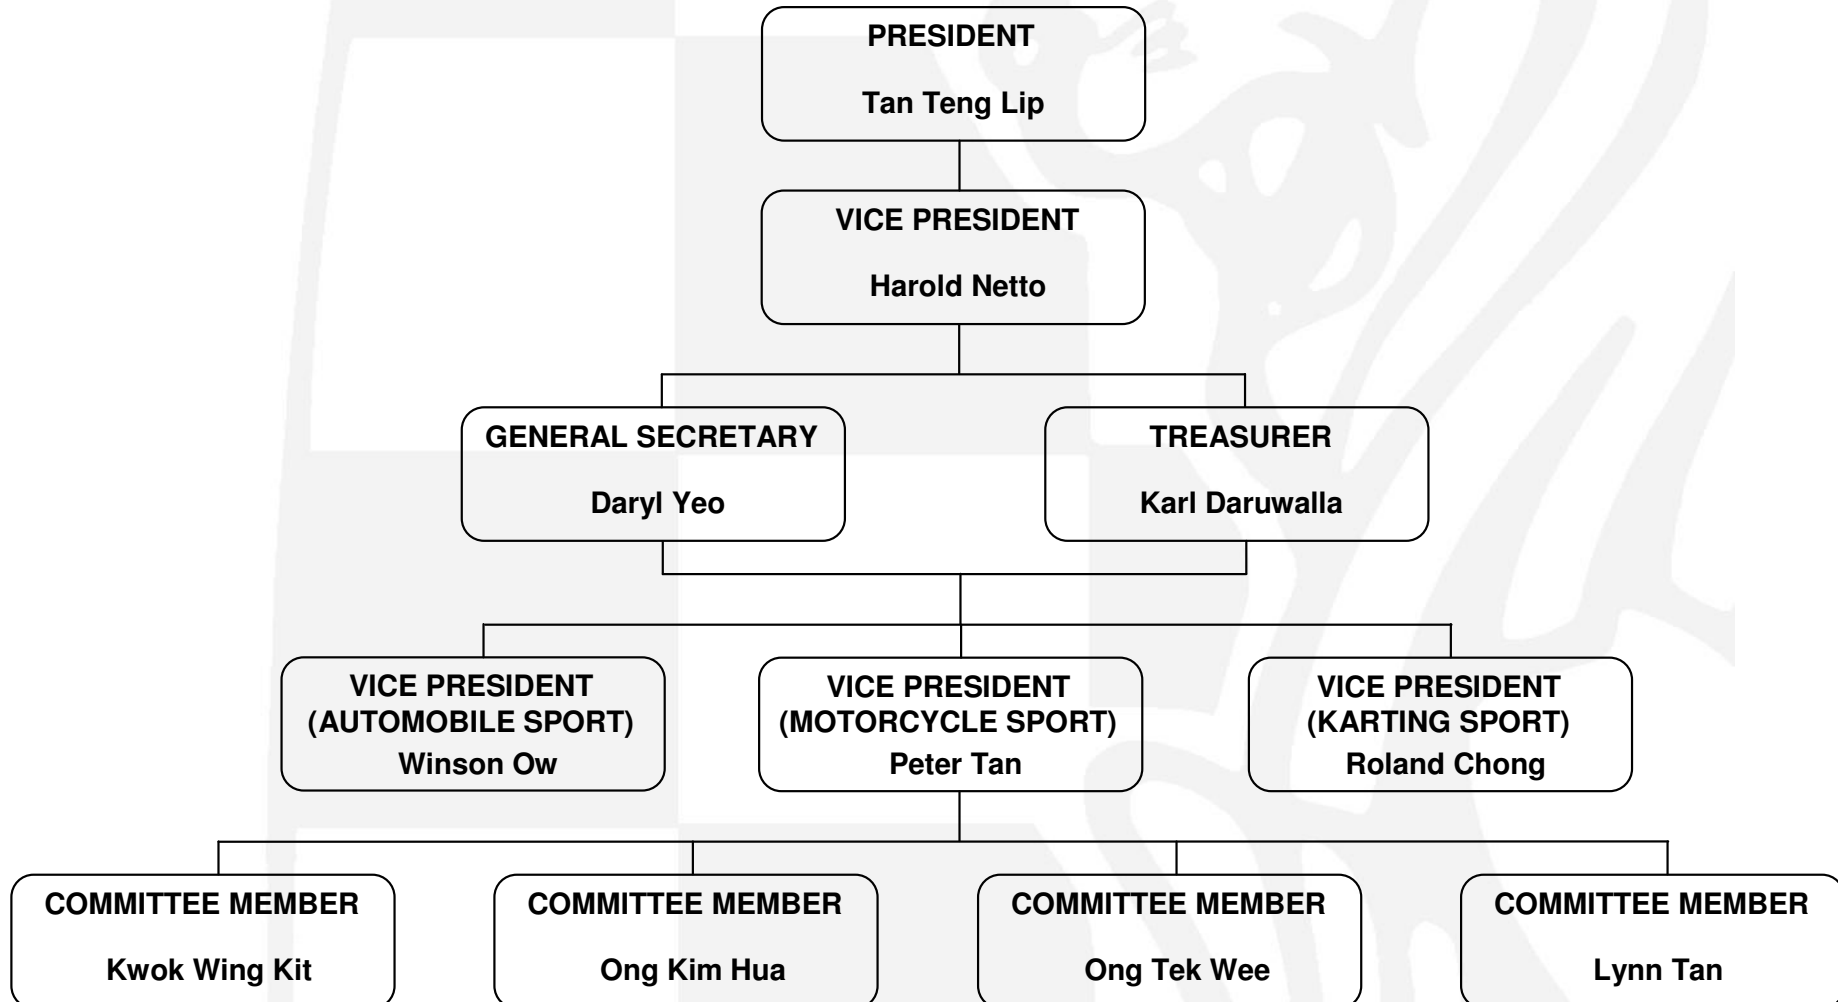 PRESIDENT
Tan Teng Lip
VICE PRESIDENT
Harold Netto
GENERAL SECRETARY
Daryl Yeo
TREASURER
Karl Daruwalla
VICE PRESIDENT
(AUTOMOBILE SPORT)
Winson Ow
VICE PRESIDENT
(MOTORCYCLE SPORT)
Peter Tan
VICE PRESIDENT
(KARTING SPORT)
Roland Chong
COMMITTEE MEMBER
Kwok Wing Kit
COMMITTEE MEMBER
Ong Kim Hua
COMMITTEE MEMBER
Ong Tek Wee
COMMITTEE MEMBER
Lynn Tan